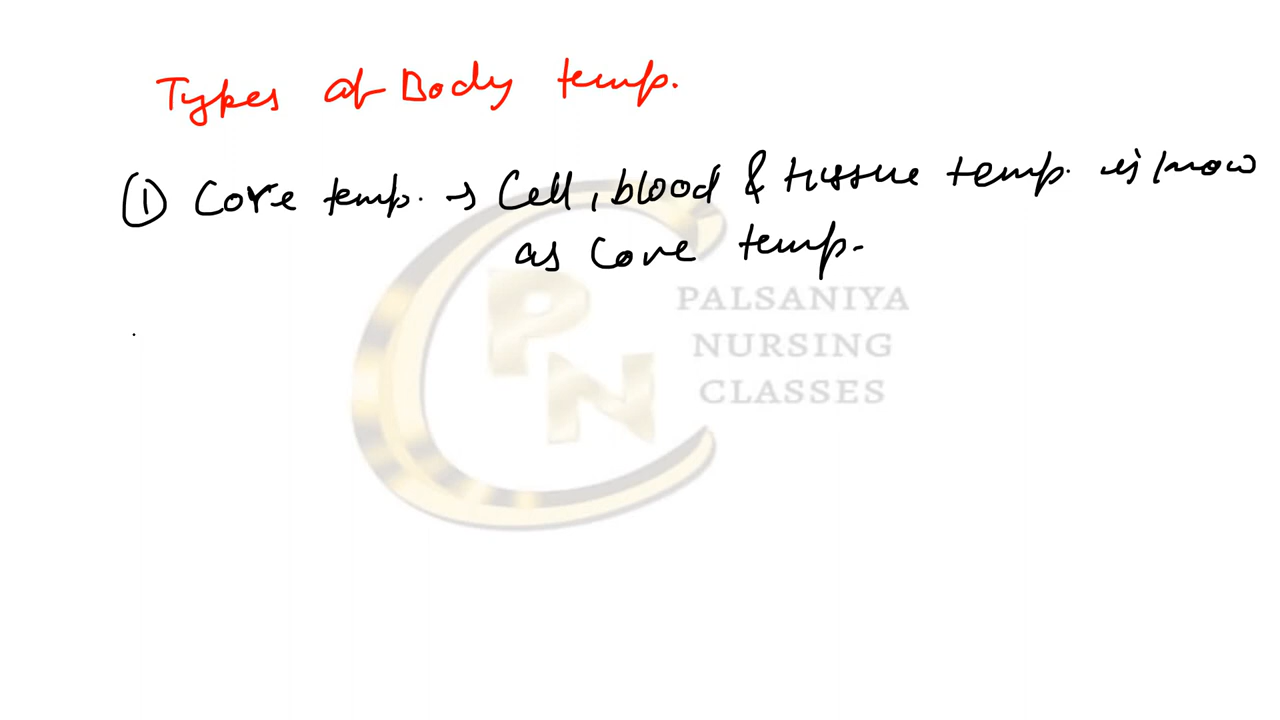 Types of Body temp.
① Core temp. → Cell, blood & tissue temp. is know
as Core temp.
PALSANIYA
NURSING
CLASSES
PNC